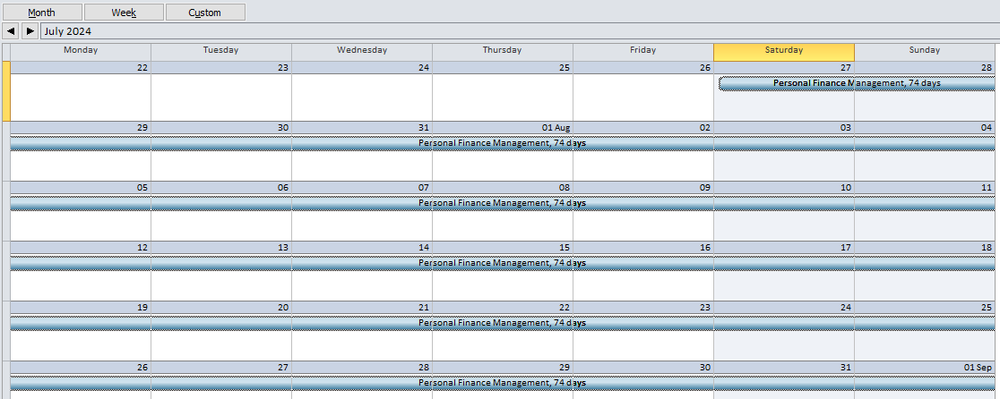 Month Week Custom
July 2024
Monday Tuesday Wednesday Thursday Friday Saturday Sunday
22 23 24 25 26 27 28
Personal Finance Management, 74 days
29 30 31 01 Aug 02 03 04
Personal Finance Management, 74 days
05 06 07 08 09 10 11
Personal Finance Management, 74 days
12 13 14 15 16 17 18
Personal Finance Management, 74 days
19 20 21 22 23 24 25
Personal Finance Management, 74 days
26 27 28 29 30 31 01 Sep
Personal Finance Management, 74 days